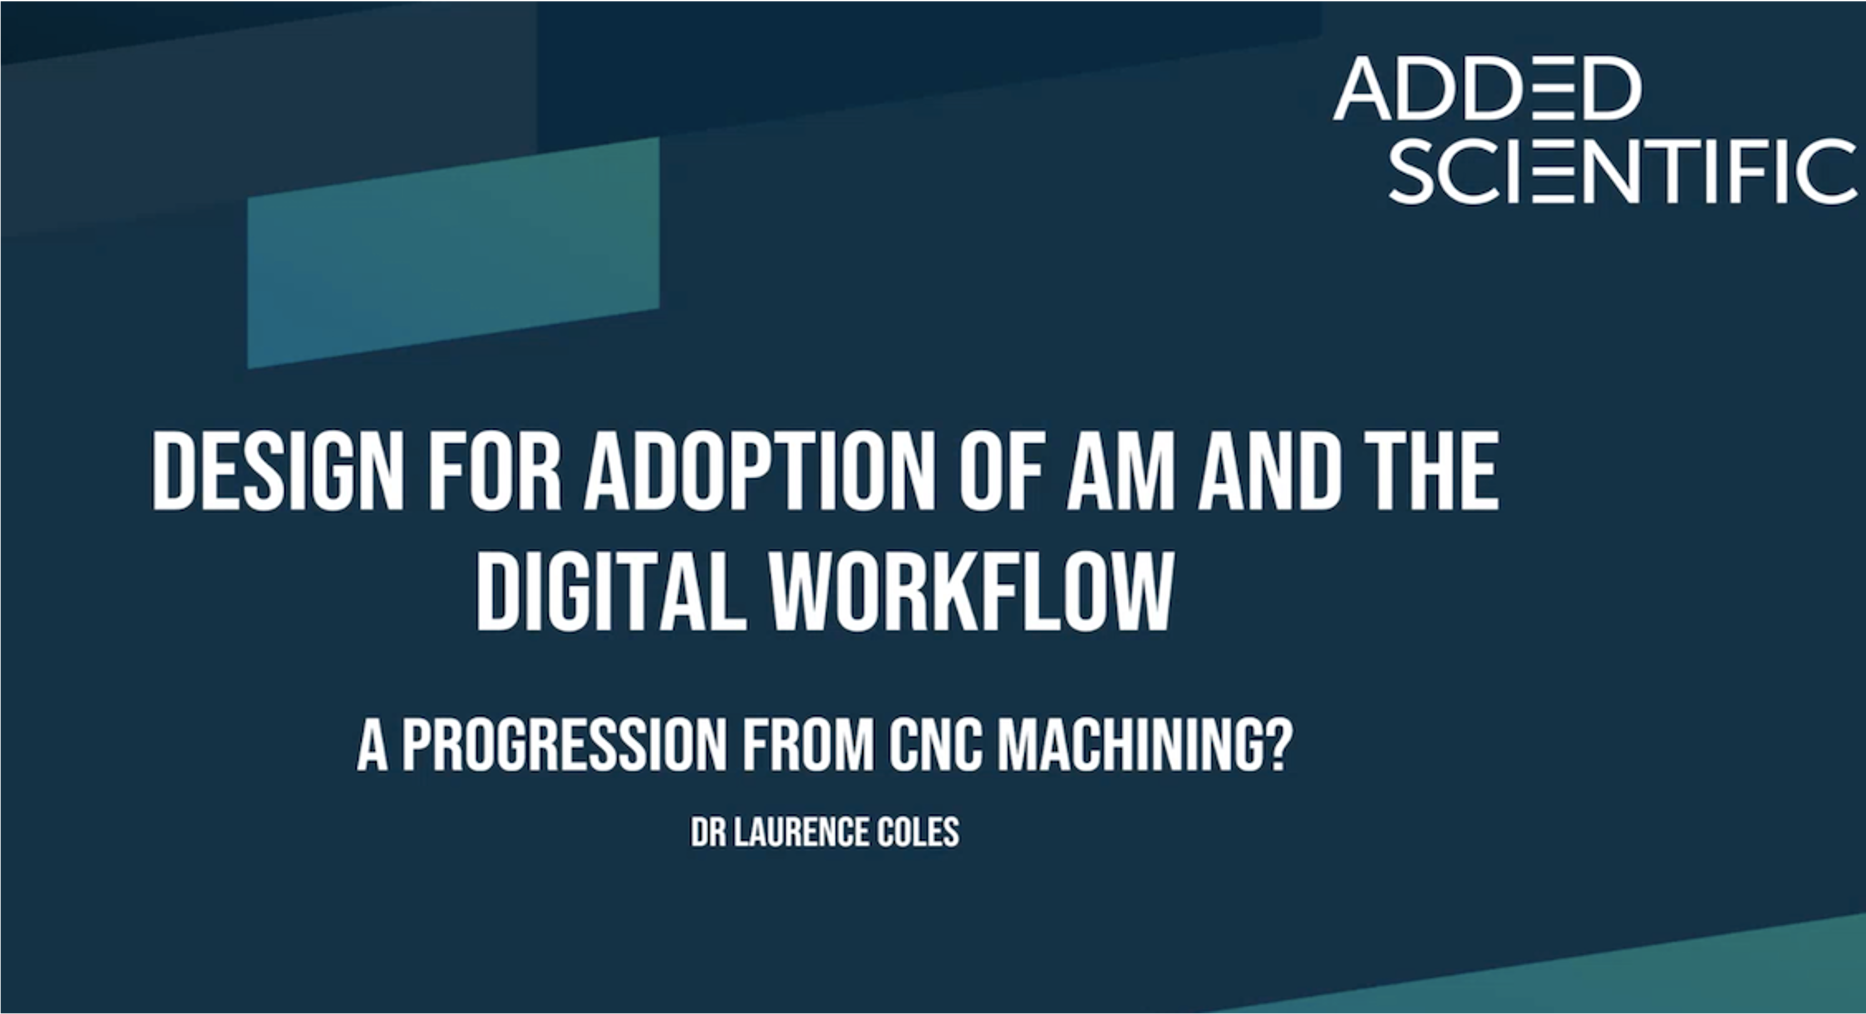 ADDED
SCIENTIFIC
DESIGN FOR ADOPTION OF AM AND THE
DIGITAL WORKFLOW
A PROGRESSION FROM CNC MACHINING?
DR LAURENCE COLES